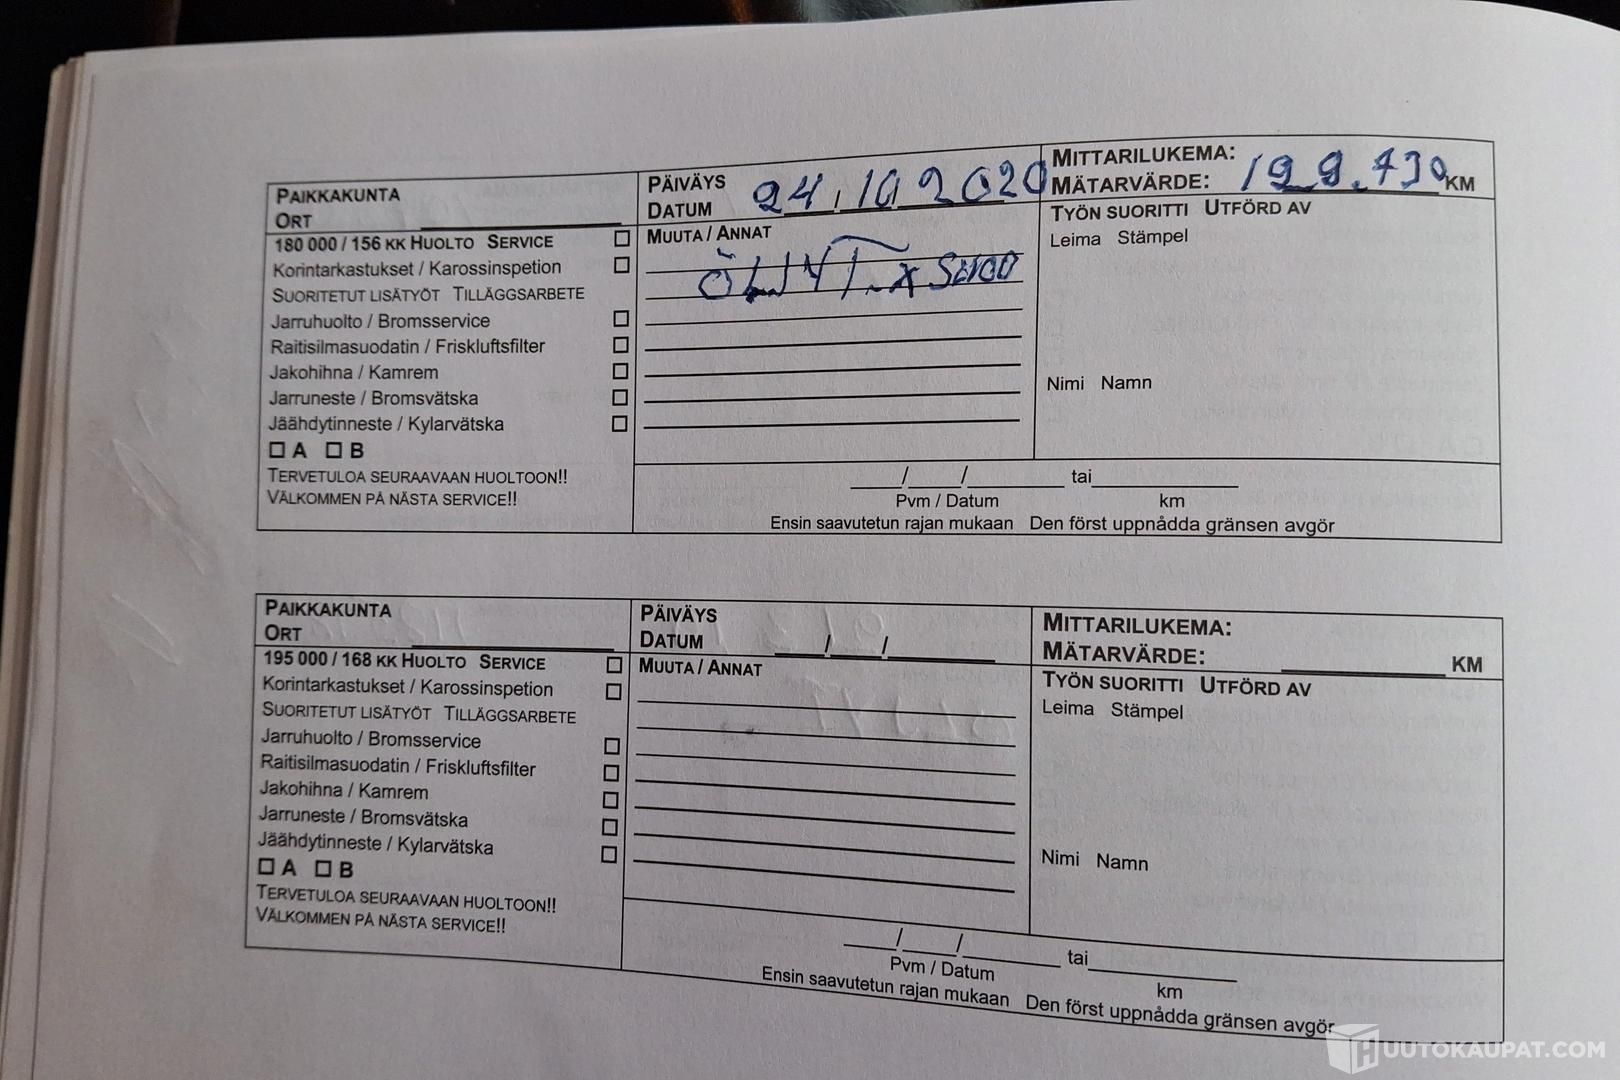 PAIKKAKUNTA
ORT
PÄIVÄYS
DATUM 24.10.2020
MITTARILUKEMA:
MÄTARVÄRDE: 199.730 KM
180 000 / 156 KK HUOLTO SERVICE
Korintarkastukset / Karossinspetion
SUORITETUT LISÄTYÖT TILLÄGGSARBETE
Jarruhuolto / Bromsservice
Raitisilmasuodatin / Friskluftsfilter
Jakohihna / Kamrem
Jarruneste / Bromsvätska
Jäähdytinneste / Kylarvätska
A B
TERVETULOA SEURAAVAAN HUOLTOON!!
VÄLKOMMEN PÅ NÄSTA SERVICE!!
MUUTA / ANNAT
ÖLJYT
TYÖN SUORITTI UTFÖRD AV
Leima Stämpel
Nimi Namn
/ / tai
Pvm / Datum km
Ensin saavutetun rajan mukaan Den först uppnådda gränsen avgör
PAIKKAKUNTA
ORT
PÄIVÄYS
DATUM / /
MITTARILUKEMA:
MÄTARVÄRDE: KM
195 000 / 168 KK HUOLTO SERVICE
Korintarkastukset / Karossinspetion
SUORITETUT LISÄTYÖT TILLÄGGSARBETE
Jarruhuolto / Bromsservice
Raitisilmasuodatin / Friskluftsfilter
Jakohihna / Kamrem
Jarruneste / Bromsvätska
Jäähdytinneste / Kylarvätska
A B
TERVETULOA SEURAAVAAN HUOLTOON!!
VÄLKOMMEN PÅ NÄSTA SERVICE!!
MUUTA / ANNAT
TYÖN SUORITTI UTFÖRD AV
Leima Stämpel
Nimi Namn
/ / tai
Pvm / Datum km
Ensin saavutetun rajan mukaan Den först uppnådda gränsen avgör
HUUTOKAUPAT.COM